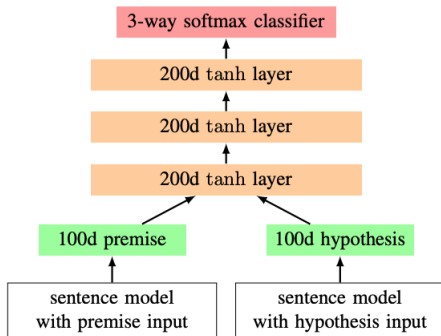 3-way softmax classifier
200d tanh layer
200d tanh layer
200d tanh layer
100d premise
100d hypothesis
sentence model
with premise input
sentence model
with hypothesis input